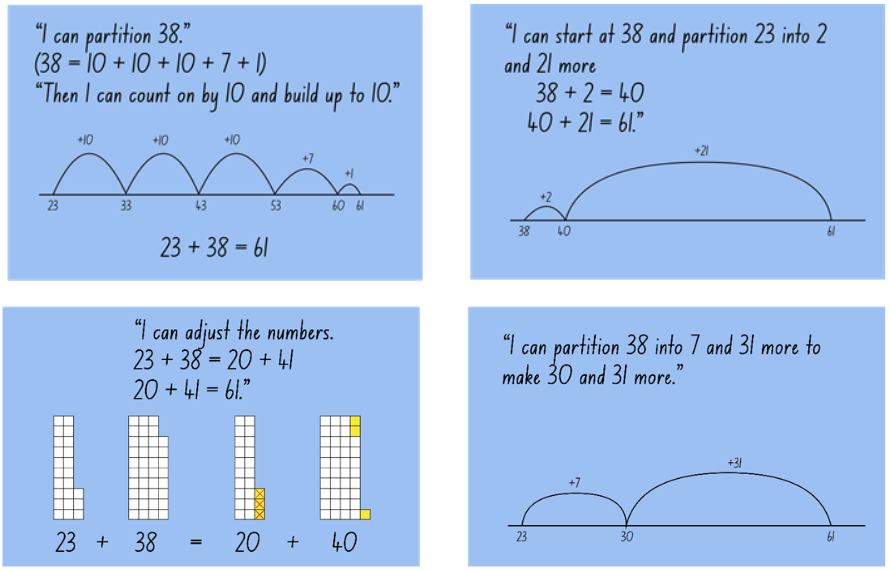 “I can partition 38.”
(38 = 10 + 10 + 10 + 7 + 1)
“Then I can count on by 10 and build up to 10.”
+10 +10 +10 +7 +1
23 33 43 53 60 61
23 + 38 = 61
“I can start at 38 and partition 23 into 2
and 21 more
38 + 2 = 40
40 + 21 = 61.”
+21
+2
38 40 61
“I can adjust the numbers.
23 + 38 = 20 + 41
20 + 41 = 61.”
23 + 38 = 20 + 40
“I can partition 38 into 7 and 31 more to
make 30 and 31 more.”
+31
+7
23 30 61